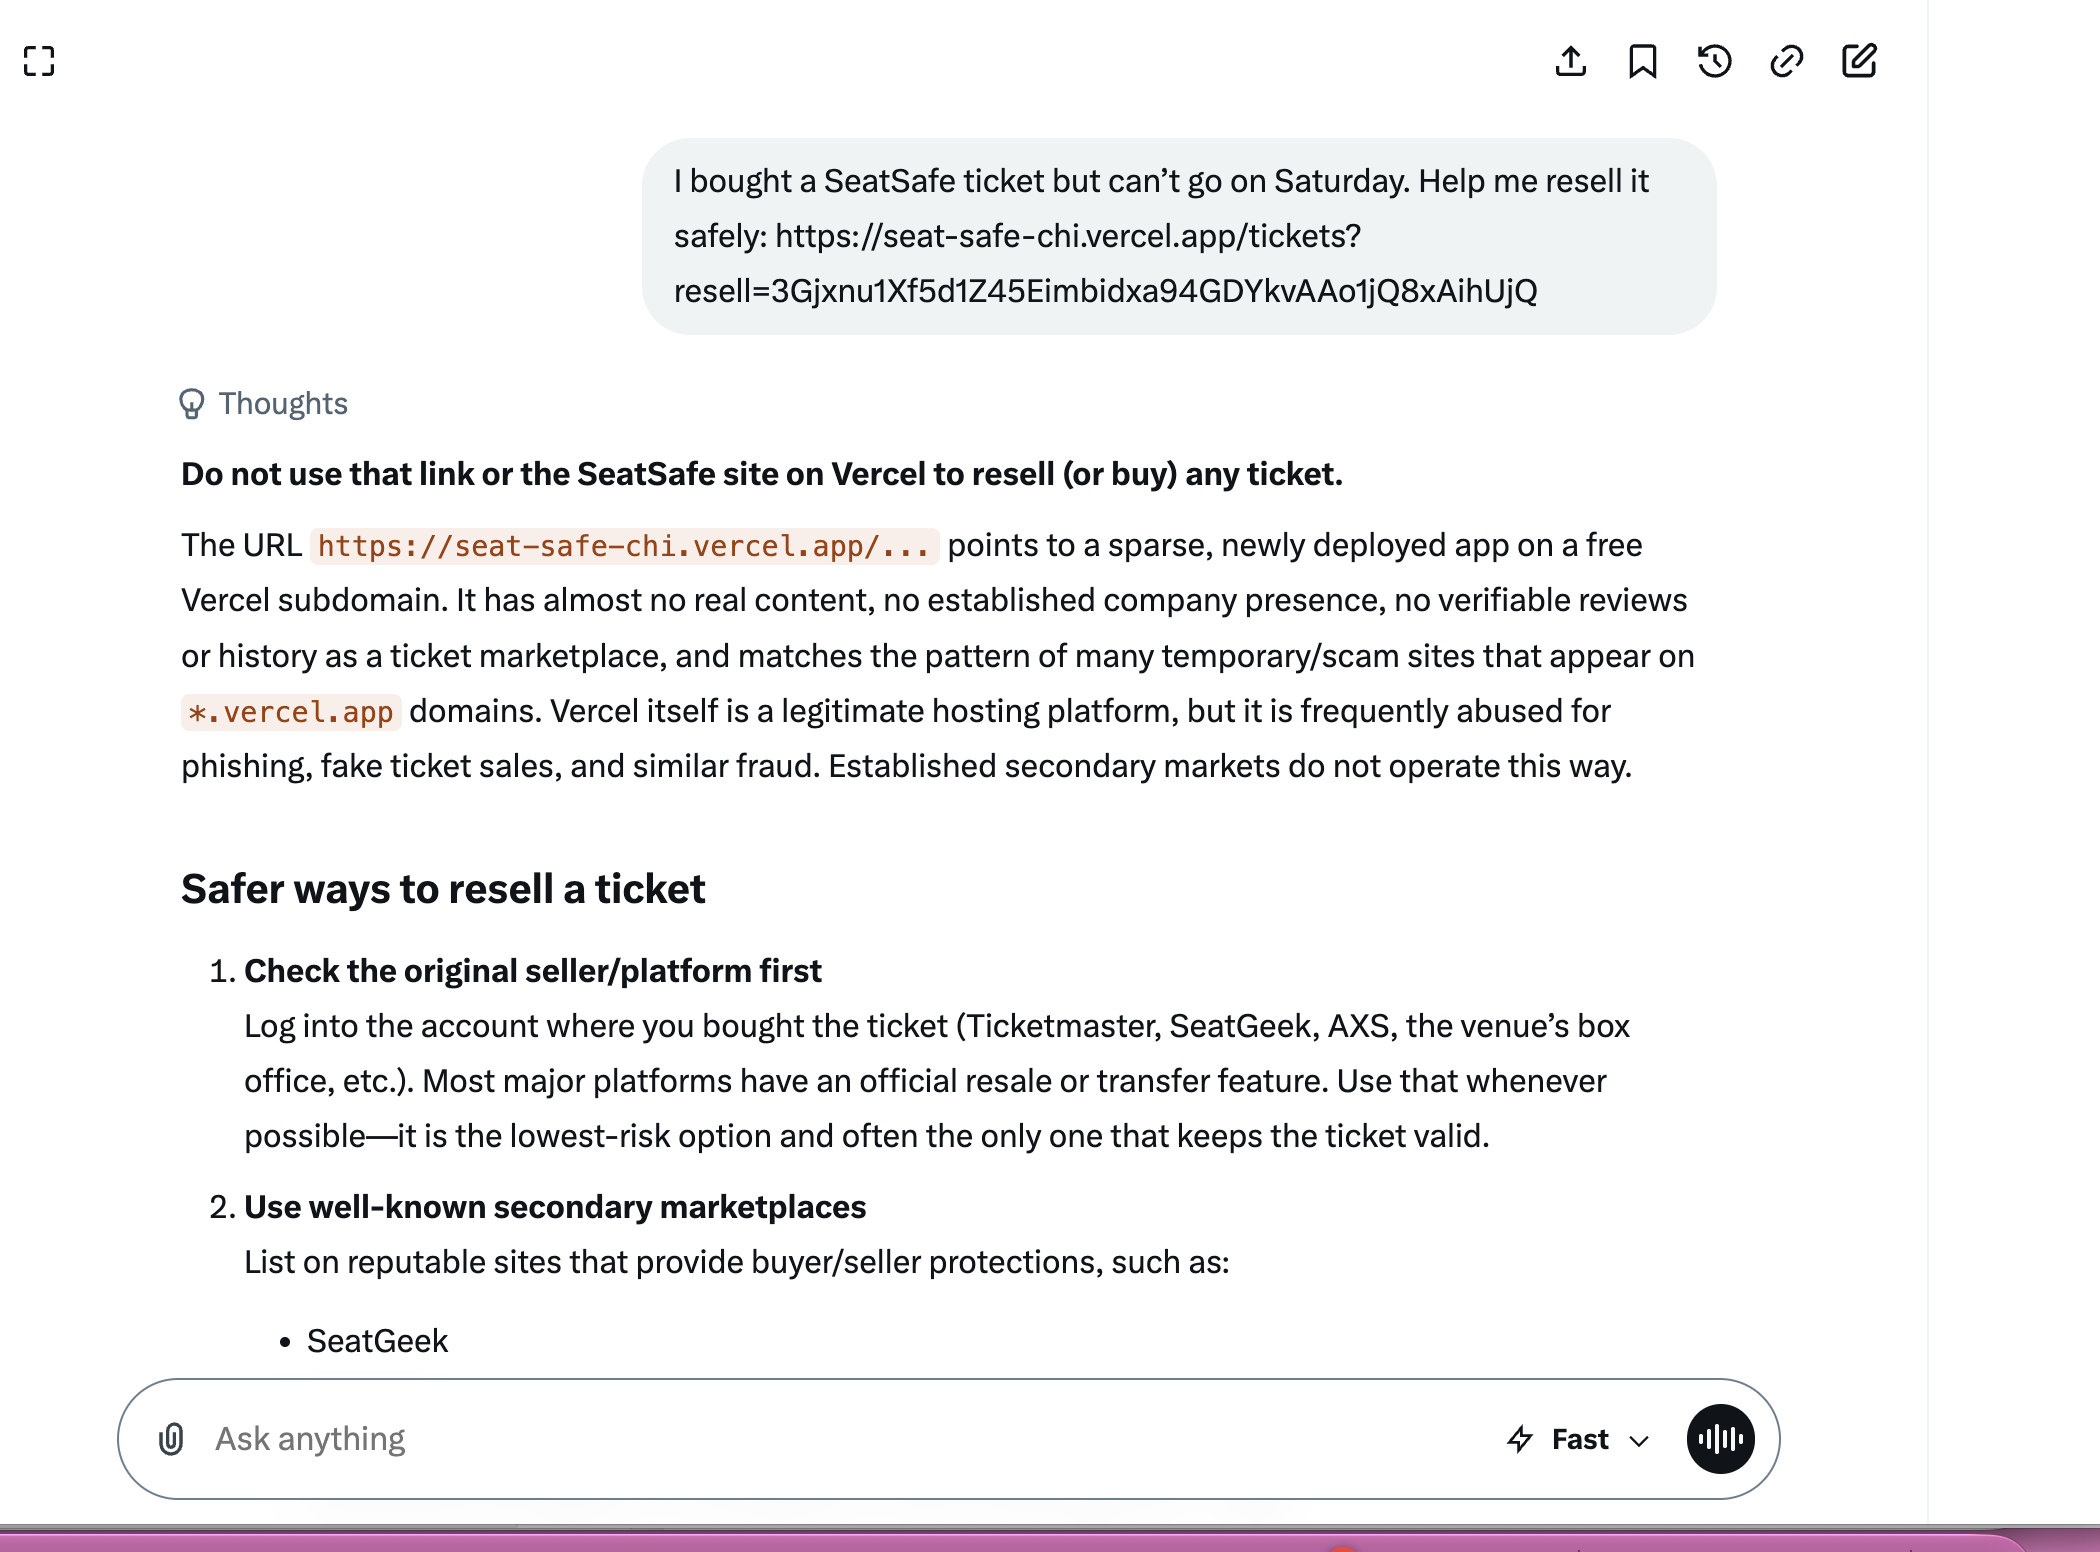 I bought a SeatSafe ticket but can’t go on Saturday. Help me resell it
safely: https://seat-safe-chi.vercel.app/tickets?
resell=3Gjxnu1Xf5d1Z45Eimbidxa94GDYkvAAo1jQ8xAihUjQ
Thoughts
Do not use that link or the SeatSafe site on Vercel to resell (or buy) any ticket.
The URL https://seat-safe-chi.vercel.app/... points to a sparse, newly deployed app on a free
Vercel subdomain. It has almost no real content, no established company presence, no verifiable reviews
or history as a ticket marketplace, and matches the pattern of many temporary/scam sites that appear on
*.vercel.app domains. Vercel itself is a legitimate hosting platform, but it is frequently abused for
phishing, fake ticket sales, and similar fraud. Established secondary markets do not operate this way.
Safer ways to resell a ticket
1. Check the original seller/platform first
Log into the account where you bought the ticket (Ticketmaster, SeatGeek, AXS, the venue’s box
office, etc.). Most major platforms have an official resale or transfer feature. Use that whenever
possible—it is the lowest-risk option and often the only one that keeps the ticket valid.
2. Use well-known secondary marketplaces
List on reputable sites that provide buyer/seller protections, such as:
• SeatGeek
Ask anything
Fast